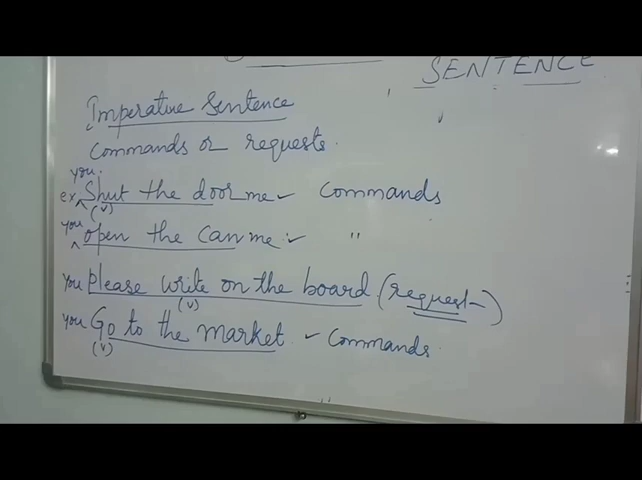 SENTENCE
Imperative Sentence
Commands or requests.
you.
ex Shut the door me - Commands
(v)
you open the can me :- "
you please write on the board (request-)
(v)
you Go to the market. - Commands.
(v)